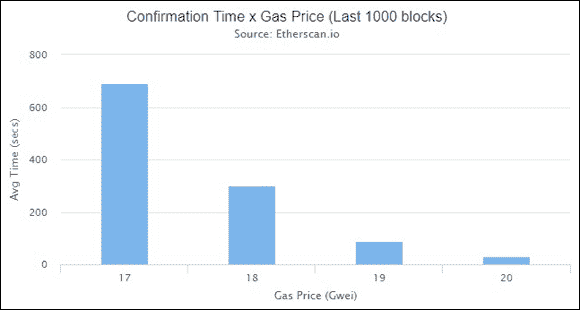 Confirmation Time x Gas Price (Last 1000 blocks)
Source: Etherscan.io
800
600
400
200
0
Avg Time (secs)
17 18 19 20
Gas Price (Gwei)